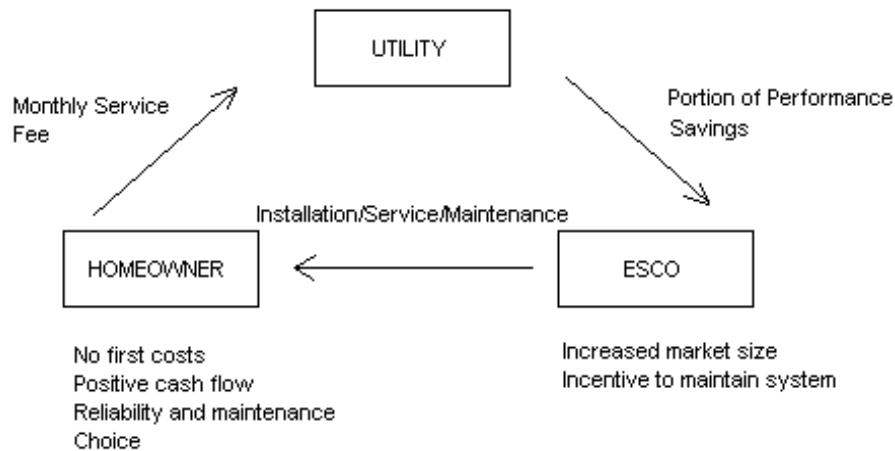 UTILITY
Monthly Service
Fee
Portion of Performance
Savings
Installation/Service/Maintenance
HOMEOWNER
ESCO
No first costs
Positive cash flow
Reliability and maintenance
Choice
Increased market size
Incentive to maintain system